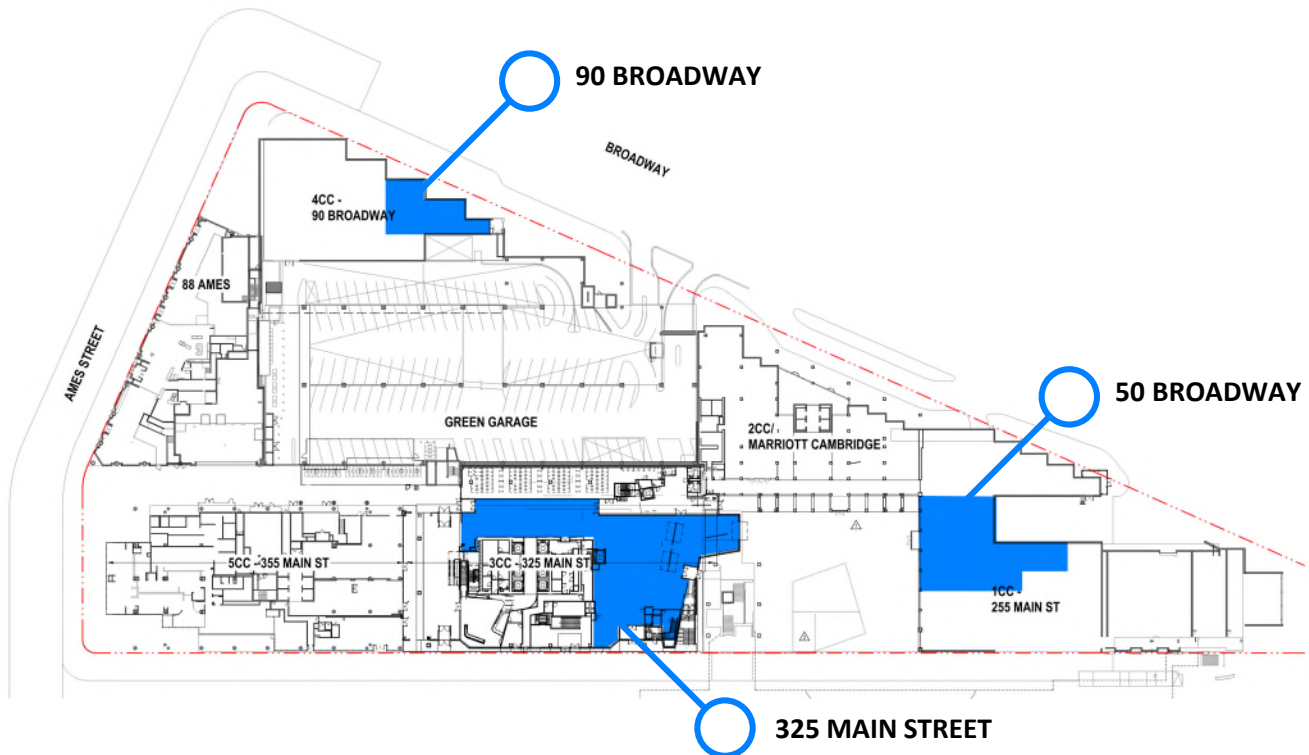 90 BROADWAY
BROADWAY
4CC -
90 BROADWAY
88 AMES
AMES STREET
50 BROADWAY
GREEN GARAGE
2CC/
MARRIOTT CAMBRIDGE
5CC - 355 MAIN ST
3CC - 325 MAIN ST
1CC -
255 MAIN ST
325 MAIN STREET